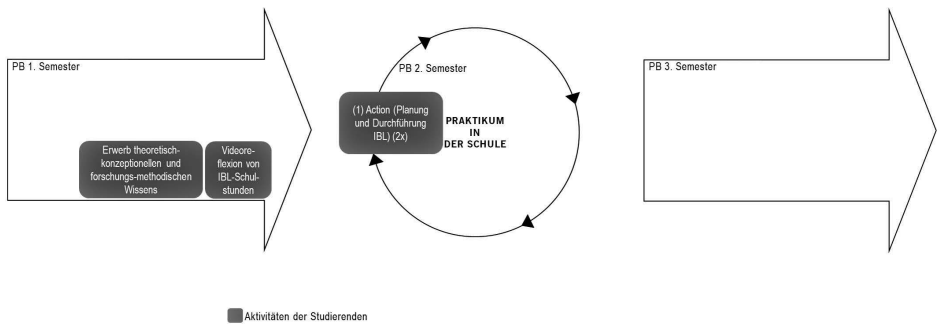 PB 1. Semester
Erwerb theoretisch-
konzeptionellen und
forschungs-methodischen
Wissens
Videore-
flexion von
IBL-Schul-
stunden
PB 2. Semester
(1) Action (Planung
und Durchführung
IBL) (2x)
PRAKTIKUM
IN
DER SCHULE
PB 3. Semester
Aktivitäten der Studierenden